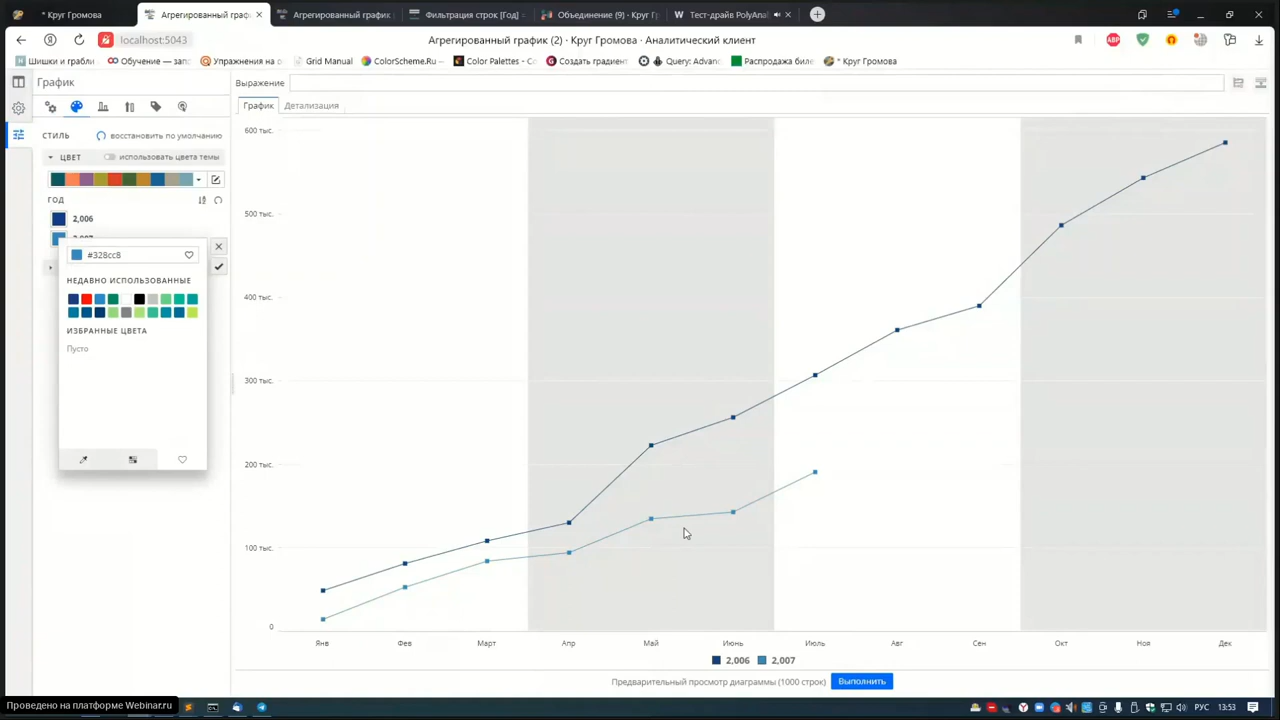 * Круг Громова
Агрегированный граф
Агрегированный график
Фильтрация строк [Год] =
Объединение (9) - Круг Гр
Тест-драйв PolyAnal
localhost:5043
Агрегированный график (2) · Круг Громова · Аналитический клиент
Шишки и грабли
Обучение — запо
Упражнения на о
Grid Manual
ColorScheme.Ru –
Color Palettes - Co
Создать градиент
Query: Advanc
Распродажа биле
* Круг Громова
График
Выражение
График
Детализация
СТИЛЬ
восстановить по умолчанию
ЦВЕТ
использовать цвета темы
ГОД
2,006
#328cc8
НЕДАВНО ИСПОЛЬЗОВАННЫЕ
ИЗБРАННЫЕ ЦВЕТА
Пусто
600 тыс.
500 тыс.
400 тыс.
300 тыс.
200 тыс.
100 тыс.
0
Янв
Фев
Март
Апр
Май
Июнь
Июль
Авг
Сен
Окт
Ноя
Дек
2,006
2,007
Предварительный просмотр диаграммы (1000 строк)
Выполнить
Проведено на платформе Webinar.ru
РУС
13:53